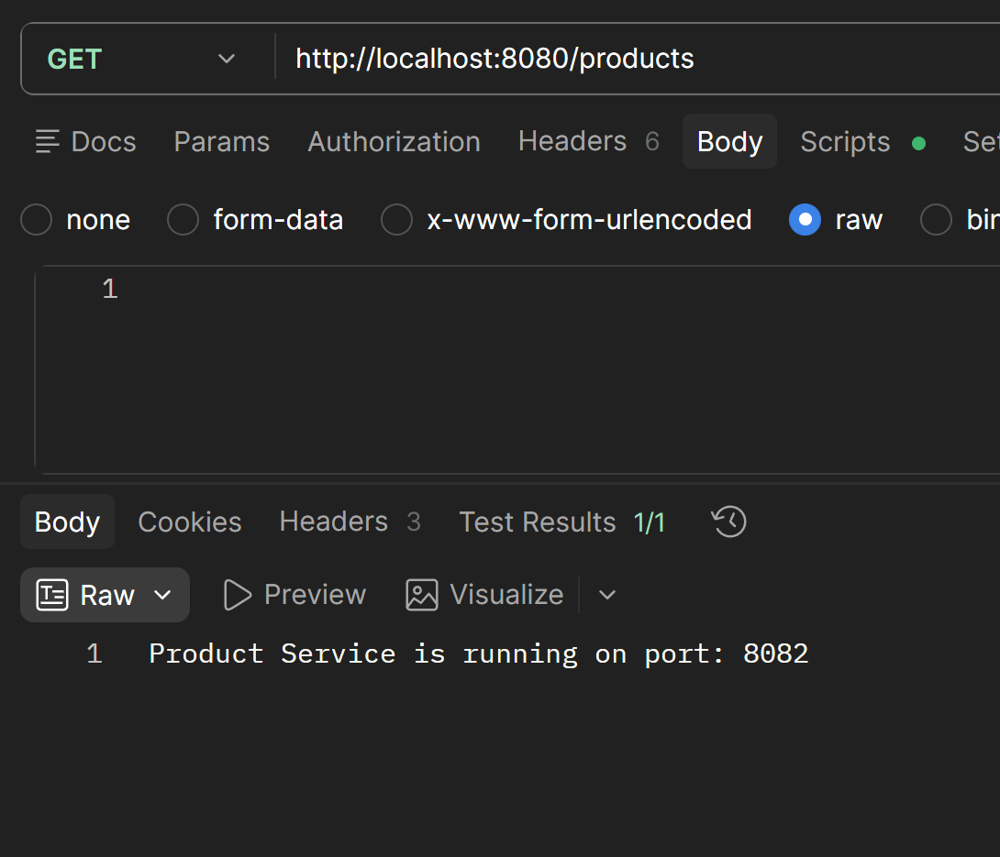 GET http://localhost:8080/products
Docs Params Authorization Headers 6 Body Scripts Set
none form-data x-www-form-urlencoded raw bin
1
Body Cookies Headers 3 Test Results 1/1
Raw Preview Visualize
1 Product Service is running on port: 8082